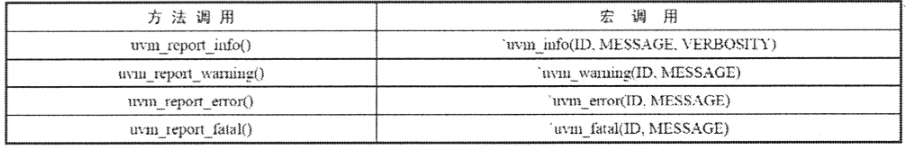 方法调用 宏调用
uvm_report_info() `uvm_info(ID, MESSAGE, VERBOSITY)
uvm_report_warning() `uvm_warning(ID, MESSAGE)
uvm_report_error() `uvm_error(ID, MESSAGE)
uvm_report_fatal() `uvm_fatal(ID, MESSAGE)